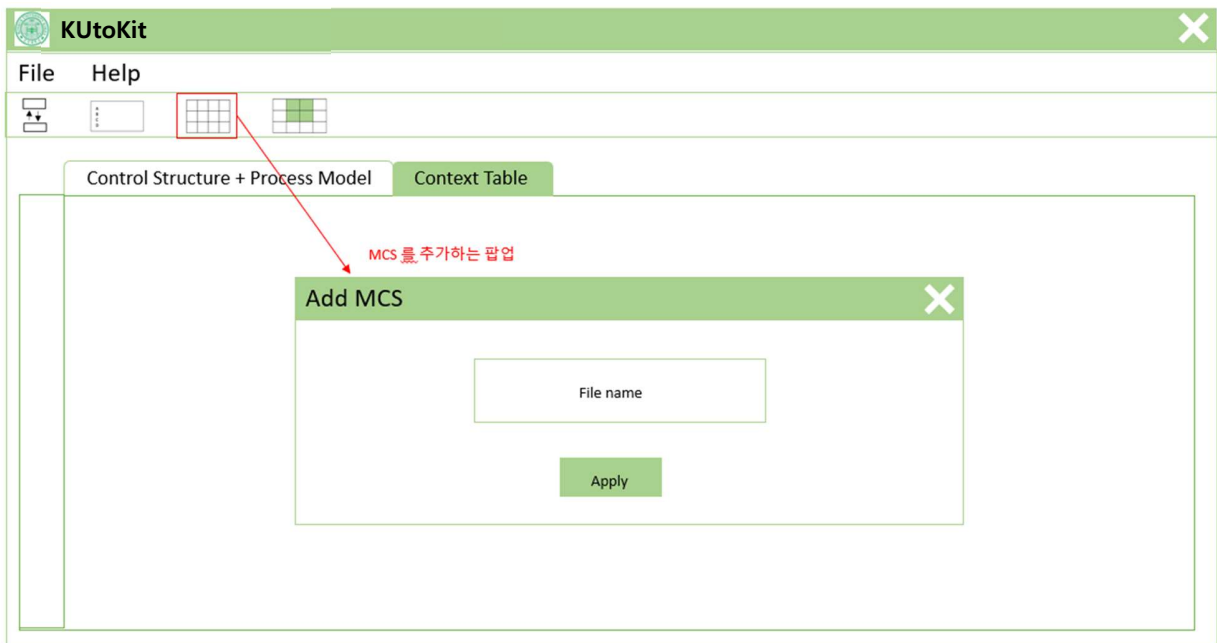 KUtoKit
File Help
Control Structure + Process Model Context Table
MCS 를 추가하는 팝업
Add MCS
File name
Apply